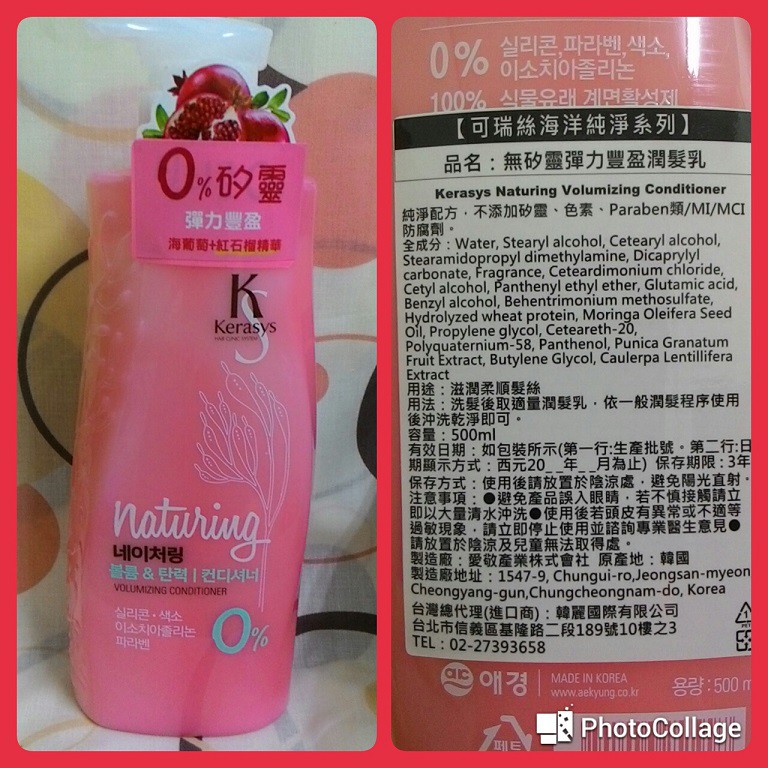 0%矽靈
彈力豐盈
海葡萄+紅石榴精華
KS
Kerasys
HAIR CLINIC SYSTEM
naturing
네이처링
볼륨 & 탄력 | 컨디셔너
VOLUMIZING CONDITIONER
실리콘·색소
이소치아졸리논
파라벤
0%
0% 실리콘,파라벤,색소,
이소치아졸리논
100% 식물유래 계면활성제
【可瑞絲海洋純淨系列】
品名：無矽靈彈力豐盈潤髮乳
Kerasys Naturing Volumizing Conditioner
純淨配方，不添加矽靈、色素、Paraben類/MI/MCI
防腐劑。
全成分：Water, Stearyl alcohol, Cetearyl alcohol,
Stearamidopropyl dimethylamine, Dicaprylyl
carbonate, Fragrance, Ceteardimonium chloride,
Cetyl alcohol, Panthenyl ethyl ether, Glutamic acid,
Benzyl alcohol, Behentrimonium methosulfate,
Hydrolyzed wheat protein, Moringa Oleifera Seed
Oil, Propylene glycol, Ceteareth-20,
Polyquaternium-58, Panthenol, Punica Granatum
Fruit Extract, Butylene Glycol, Caulerpa Lentillifera
Extract
用途：滋潤柔順髮絲
用法：洗髮後取適量潤髮乳，依一般潤髮程序使用
後沖洗乾淨即可。
容量：500ml
有效日期：如包裝所示(第一行:生產批號。第二行:日
期顯示方式：西元20_ _年_ _月為止) 保存期限：3年
保存方式：使用後請放置於陰涼處，避免陽光直射。
注意事項：●避免產品誤入眼睛，若不慎接觸請立
即以大量清水沖洗●使用後若頭皮有異常或不適等
過敏現象，請立即停止使用並諮詢專業醫生意見●
請放置於陰涼及兒童無法取得處。
製造廠：愛敬產業株式會社 原產地：韓國
製造廠地址：1547-9, Chungui-ro,Jeongsan-myeon
Cheongyang-gun,Chungcheongnam-do, Korea
台灣總代理(進口商)：韓麗國際有限公司
台北市信義區基隆路二段189號10樓之3
TEL：02-27393658
애경 MADE IN KOREA
www.aekyung.co.kr
용량:500 m
페트
PhotoCollage